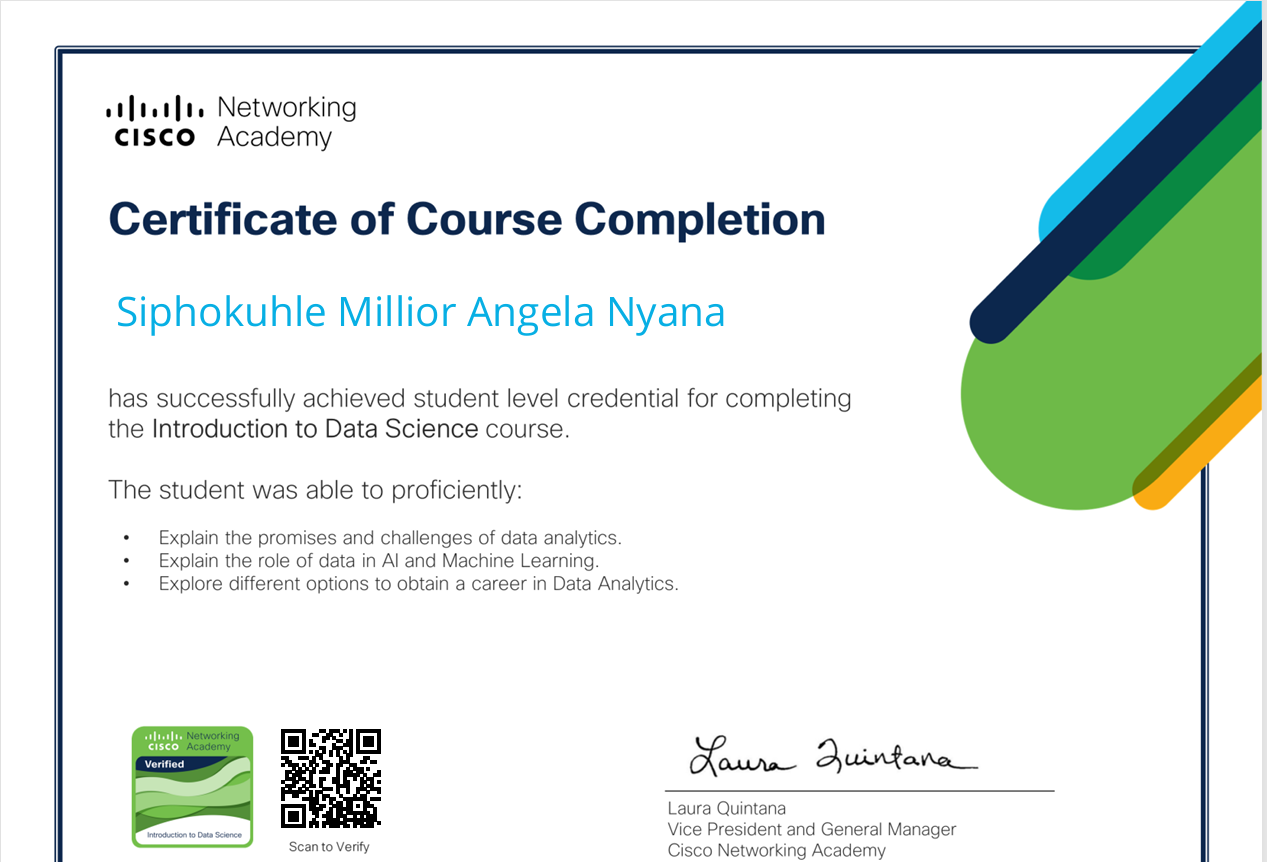 CISCO Networking Academy
Certificate of Course Completion
Siphokuhle Millior Angela Nyana
has successfully achieved student level credential for completing
the Introduction to Data Science course.
The student was able to proficiently:
• Explain the promises and challenges of data analytics.
• Explain the role of data in AI and Machine Learning.
• Explore different options to obtain a career in Data Analytics.
CISCO Networking Academy
Verified
Introduction to Data Science
Scan to Verify
Laura Quintana
Laura Quintana
Vice President and General Manager
Cisco Networking Academy